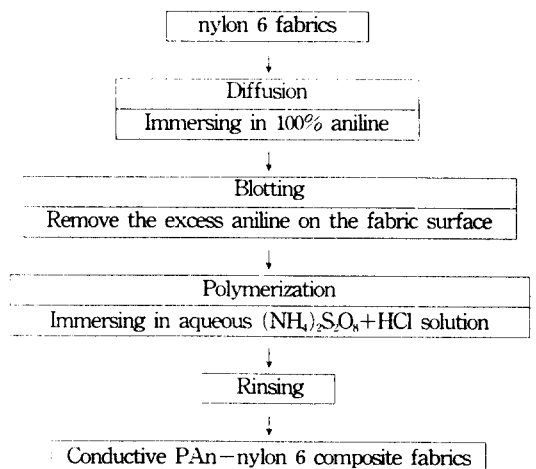 nylon 6 fabrics
Diffusion
Immersing in 100% aniline
Blotting
Remove the excess aniline on the fabric surface
Polymerization
Immersing in aqueous (NH₄)₂S₂O₈+HCl solution
Rinsing
Conductive PAn-nylon 6 composite fabrics